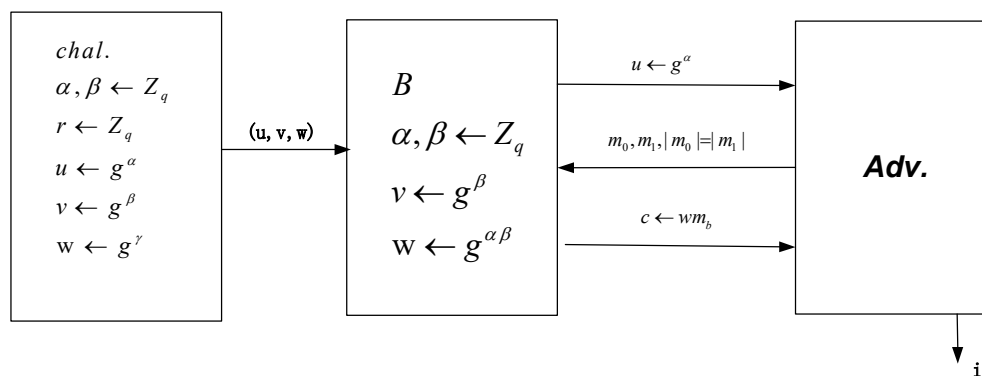 chal.
α, β ← Z_q
r ← Z_q
u ← g^α
v ← g^β
w ← g^γ
(u, v, w)
B
α, β ← Z_q
v ← g^β
w ← g^{αβ}
u ← g^α
m_0, m_1, | m_0 |=| m_1 |
c ← wm_b
Adv.
i